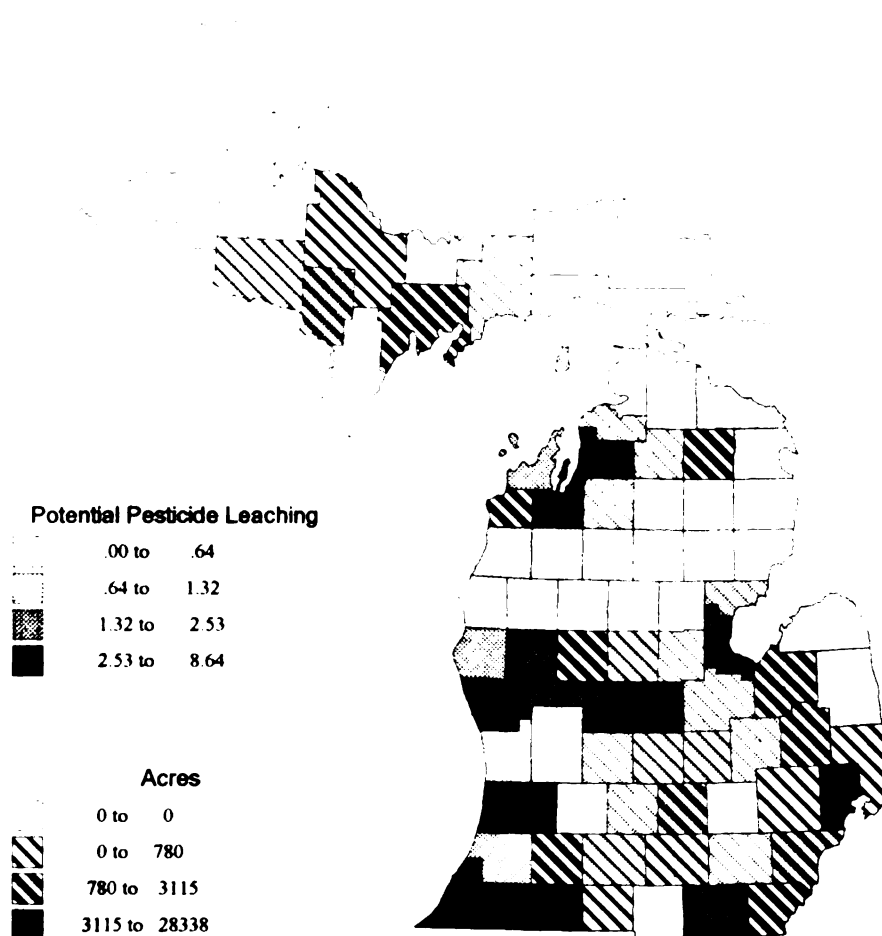 Potential Pesticide Leaching
.00 to .64
.64 to 1.32
1.32 to 2.53
2.53 to 8.64
Acres
0 to 0
0 to 780
780 to 3115
3115 to 28338